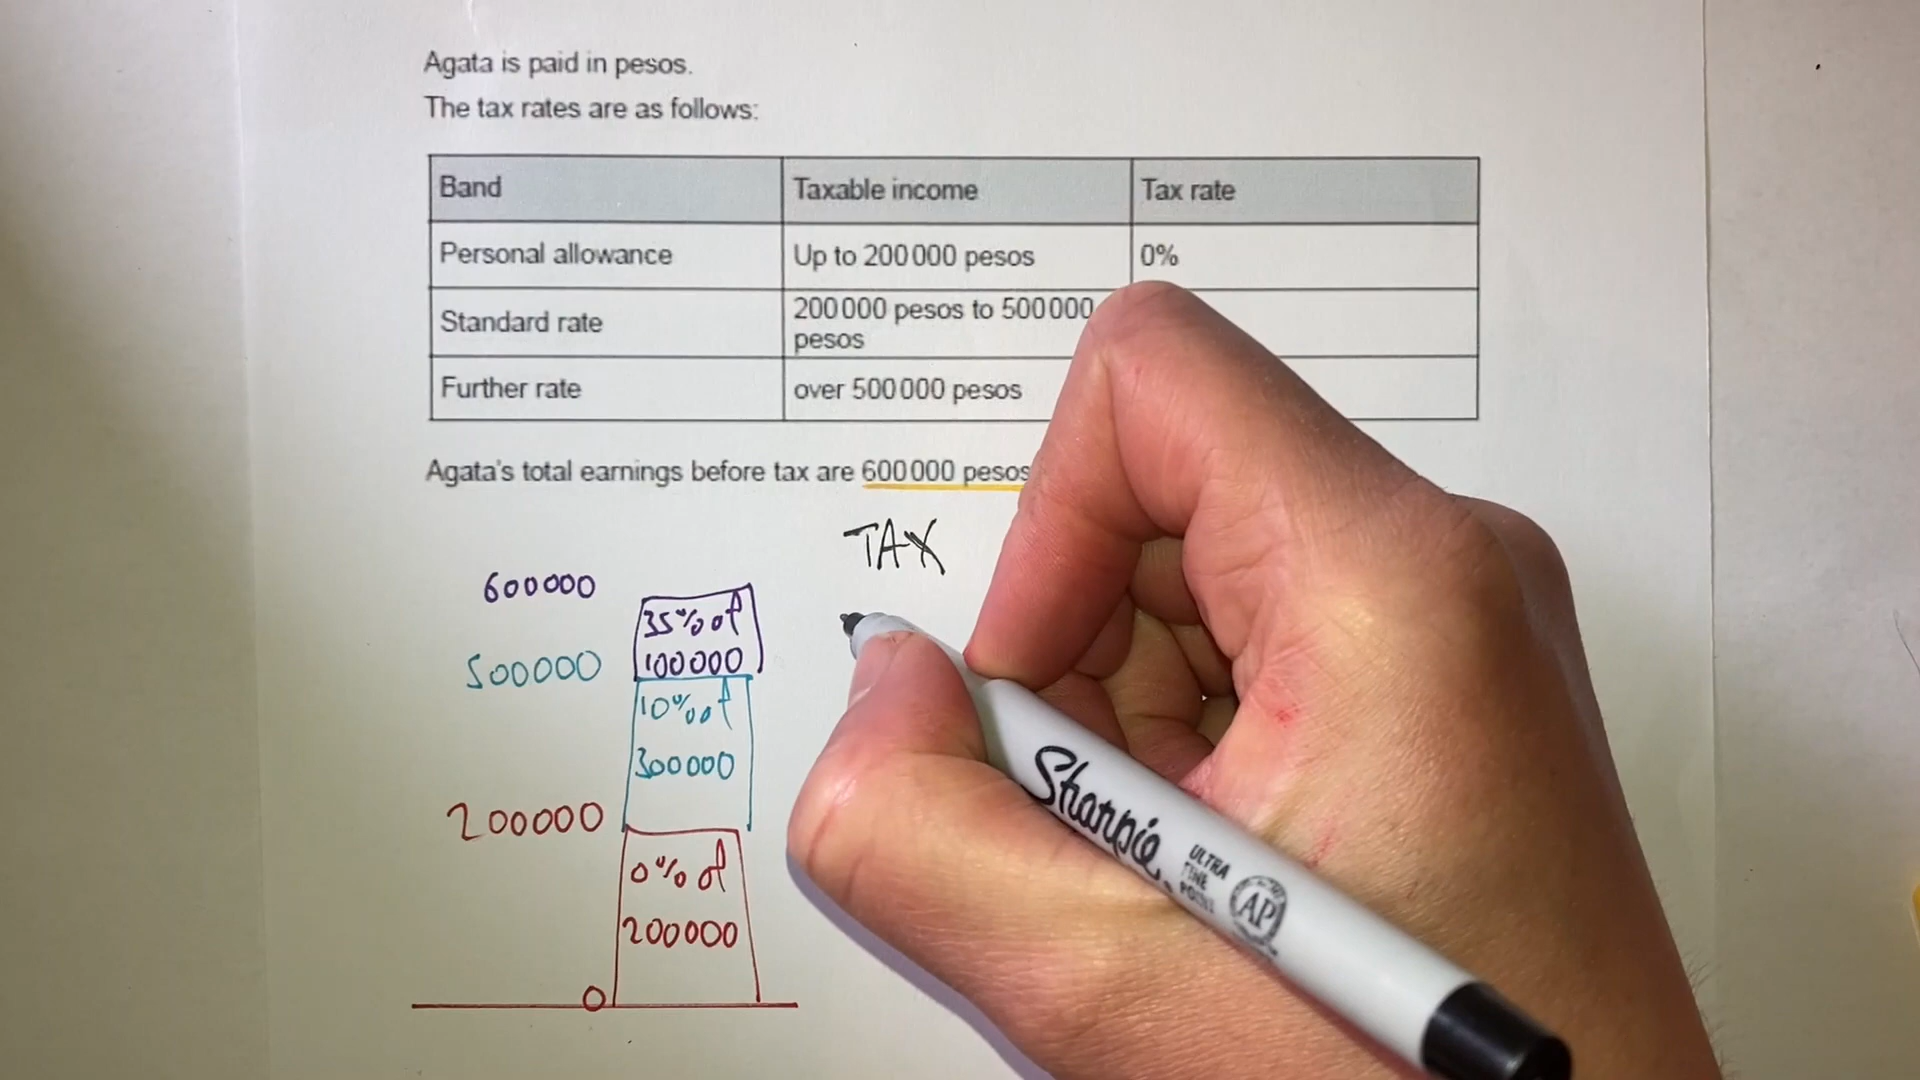 Agata is paid in pesos.
The tax rates are as follows:
Band Taxable income Tax rate
Personal allowance Up to 200 000 pesos 0%
Standard rate 200 000 pesos to 500 000
pesos
Further rate over 500 000 pesos
Agata's total earnings before tax are 600 000 pesos
TAX
600000
35% of
100000
500000
10% of
300000
200000
0% of
200000
0
Sharpie
ULTRA
FINE
POINT
AP